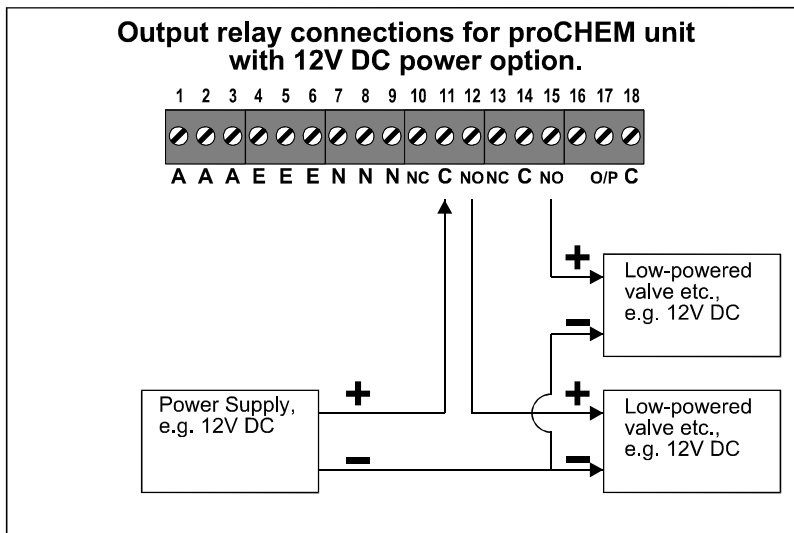 Output relay connections for proCHEM unit
with 12V DC power option.
1 2 3 4 5 6 7 8 9 10 11 12 13 14 15 16 17 18
A A A E E E N N N NC C NO NC C NO O/P C
+
Low-powered
valve etc.,
e.g. 12V DC
−
Power Supply,
e.g. 12V DC
+
−
+
Low-powered
valve etc.,
e.g. 12V DC
−